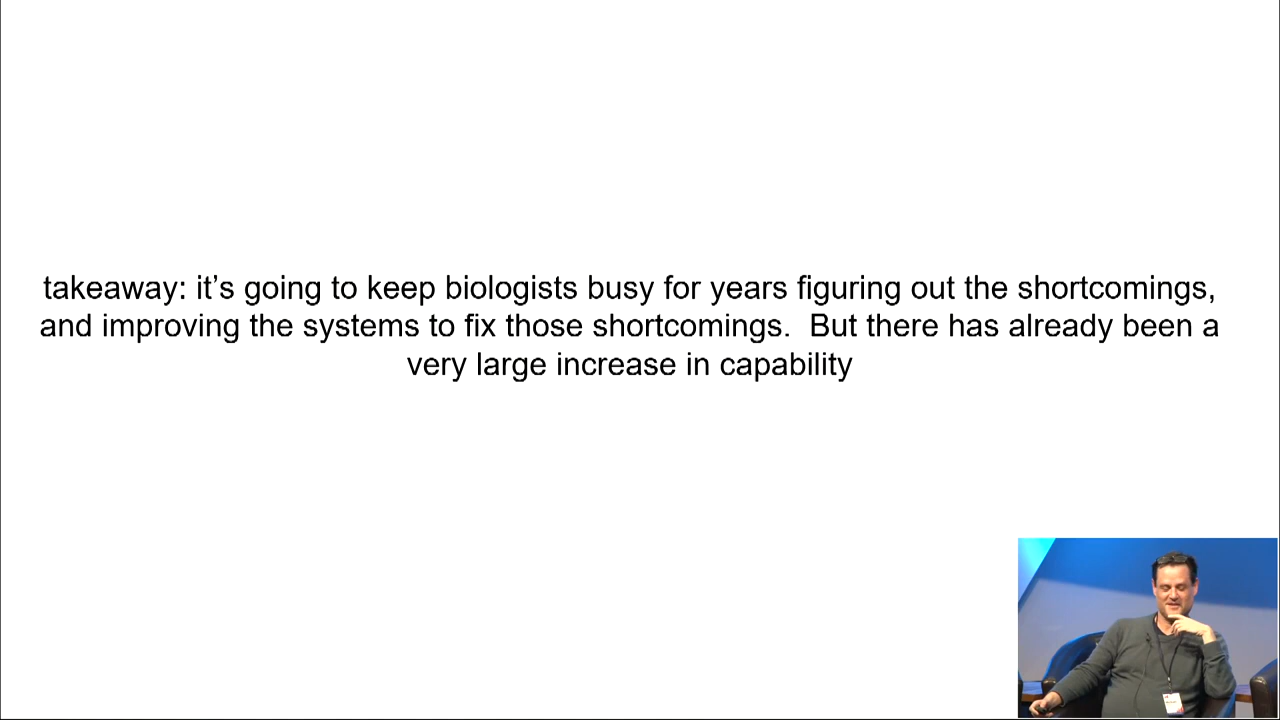 takeaway: it’s going to keep biologists busy for years figuring out the shortcomings,
and improving the systems to fix those shortcomings.  But there has already been a
very large increase in capability